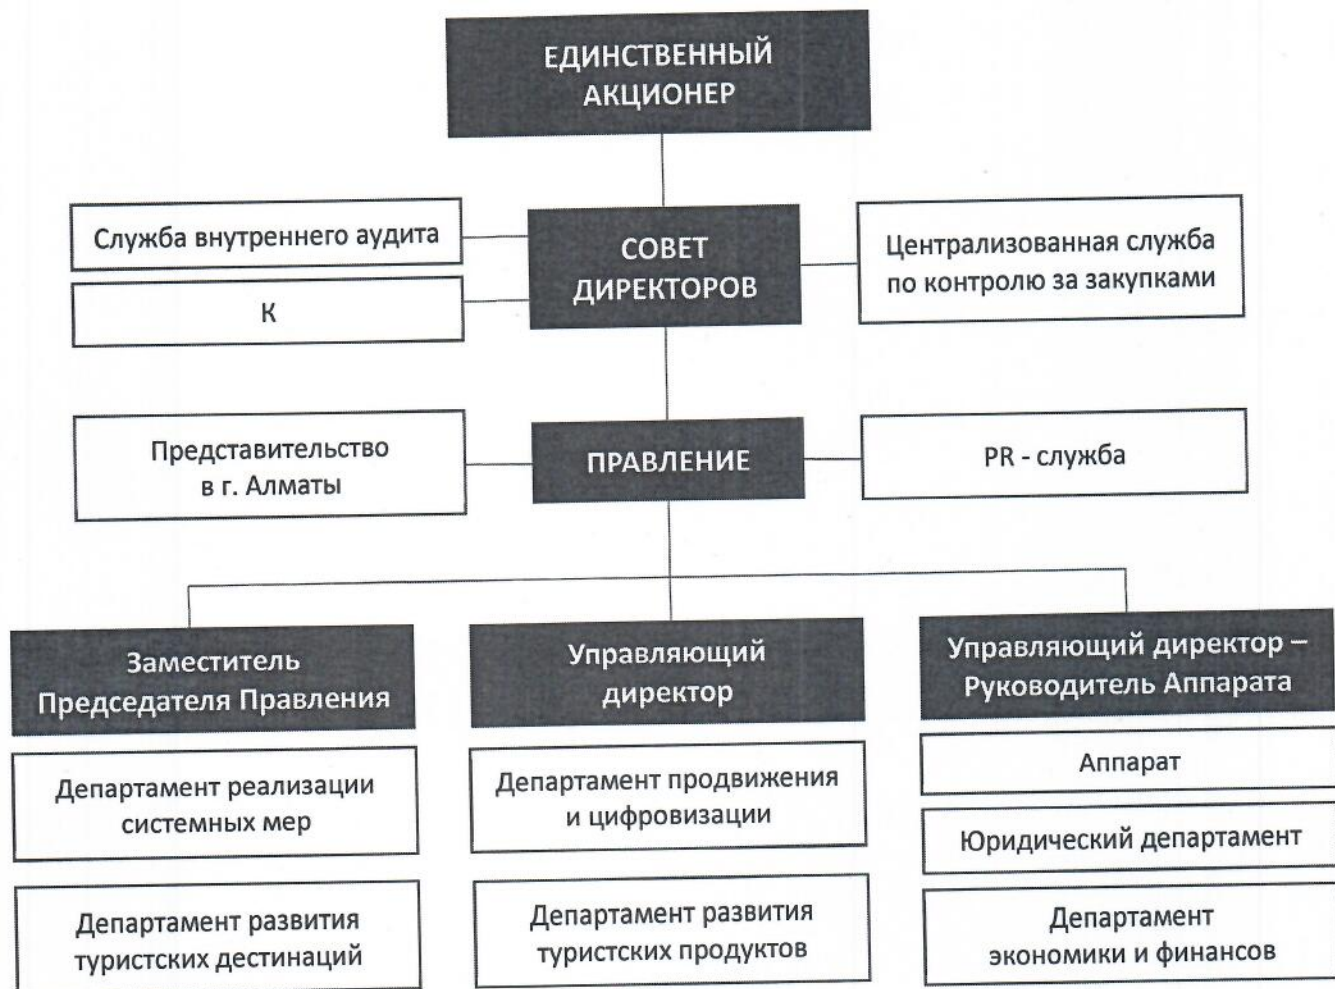 ЕДИНСТВЕННЫЙ
АКЦИОНЕР
Служба внутреннего аудита
К
СОВЕТ
ДИРЕКТОРОВ
Централизованная служба
по контролю за закупками
Представительство
в г. Алматы
ПРАВЛЕНИЕ
PR - служба
Заместитель
Председателя Правления
Управляющий
директор
Управляющий директор –
Руководитель Аппарата
Департамент реализации
системных мер
Департамент продвижения
и цифровизации
Аппарат
Юридический департамент
Департамент развития
туристских дестинаций
Департамент развития
туристских продуктов
Департамент
экономики и финансов